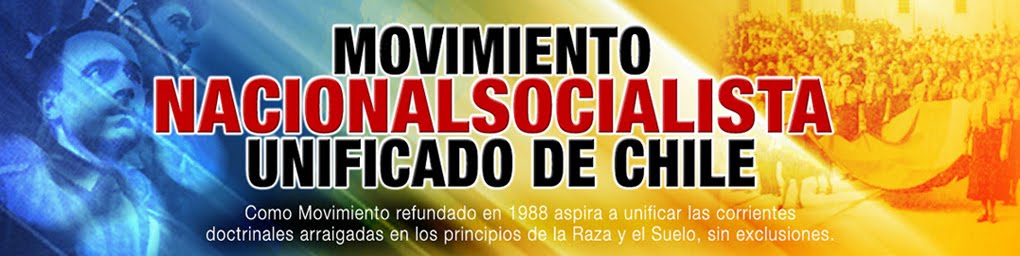 MOVIMIENTO
NACIONALSOCIALISTA
UNIFICADO DE CHILE
Como Movimiento refundado en 1988 aspira a unificar las corrientes
doctrinales arraigadas en los principios de la Raza y el Suelo, sin exclusiones.